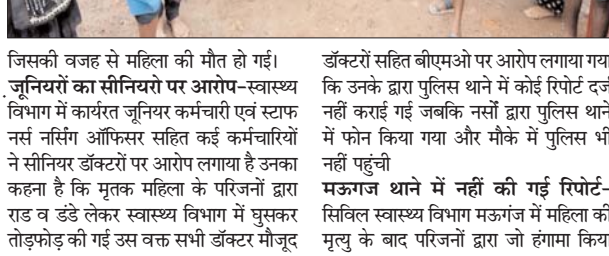 जिसकी वजह से महिला की मौत हो गई।
जूनियरों का सीनियरो पर आरोप-स्वास्थ्य
विभाग में कार्यरत जूनियर कर्मचारी एवं स्टाफ
नर्स नर्सिंग ऑफिसर सहित कई कर्मचारियों
ने सीनियर डॉक्टरों पर आरोप लगाया है उनका
कहना है कि मृतक महिला के परिजनों द्वारा
राड व डंडे लेकर स्वास्थ्य विभाग में घुसकर
तोड़फोड़ की गई उस वक्त सभी डॉक्टर मौजूद
डॉक्टरों सहित बीएमओ पर आरोप लगाया गया
कि उनके द्वारा पुलिस थाने में कोई रिपोर्ट दर्ज
नहीं कराई गई जबकि नर्सों द्वारा पुलिस थाने
में फोन किया गया और मौके में पुलिस भी
नहीं पहुंची
मऊगज थाने में नहीं की गई रिपोर्ट-
सिविल स्वास्थ्य विभाग मऊगंज में महिला की
मृत्यु के बाद परिजनों द्वारा जो हंगामा किया